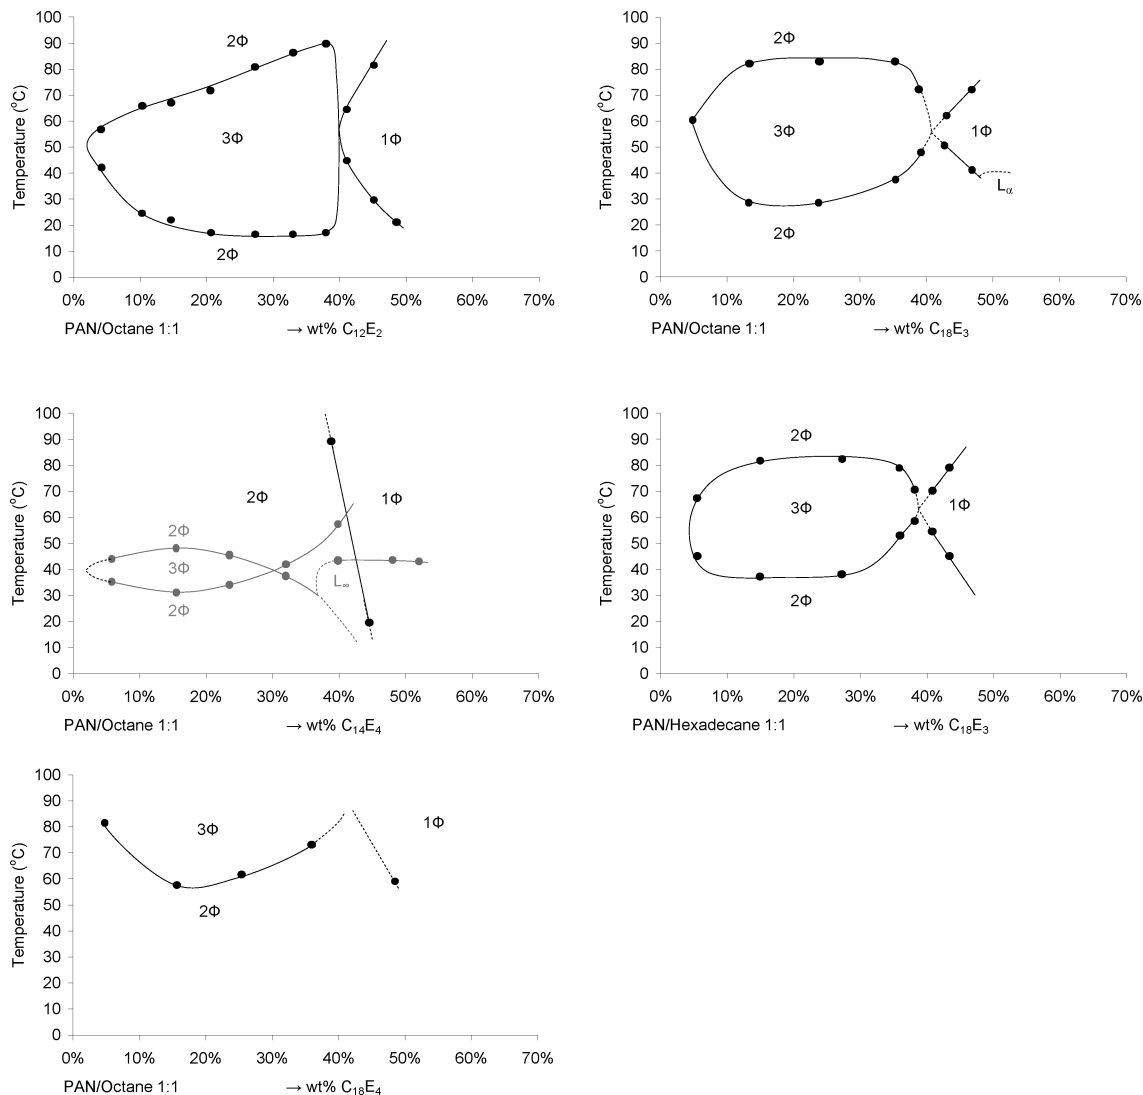 100
90
80
70
60
50
40
30
20
10
0
Temperature (°C)
2Φ
3Φ
1Φ
2Φ
0% 10% 20% 30% 40% 50% 60% 70%
PAN/Octane 1:1 → wt% C₁₂E₂
100
90
80
70
60
50
40
30
20
10
0
Temperature (°C)
2Φ
3Φ
1Φ
Lα
2Φ
0% 10% 20% 30% 40% 50% 60% 70%
PAN/Octane 1:1 → wt% C₁₈E₃
100
90
80
70
60
50
40
30
20
10
0
Temperature (°C)
2Φ
1Φ
2Φ
3Φ
L∞
2Φ
0% 10% 20% 30% 40% 50% 60% 70%
PAN/Octane 1:1 → wt% C₁₄E₄
100
90
80
70
60
50
40
30
20
10
0
Temperature (°C)
2Φ
3Φ
1Φ
2Φ
0% 10% 20% 30% 40% 50% 60% 70%
PAN/Hexadecane 1:1 → wt% C₁₈E₃
100
90
80
70
60
50
40
30
20
10
0
Temperature (°C)
3Φ
1Φ
2Φ
0% 10% 20% 30% 40% 50% 60% 70%
PAN/Octane 1:1 → wt% C₁₈E₄